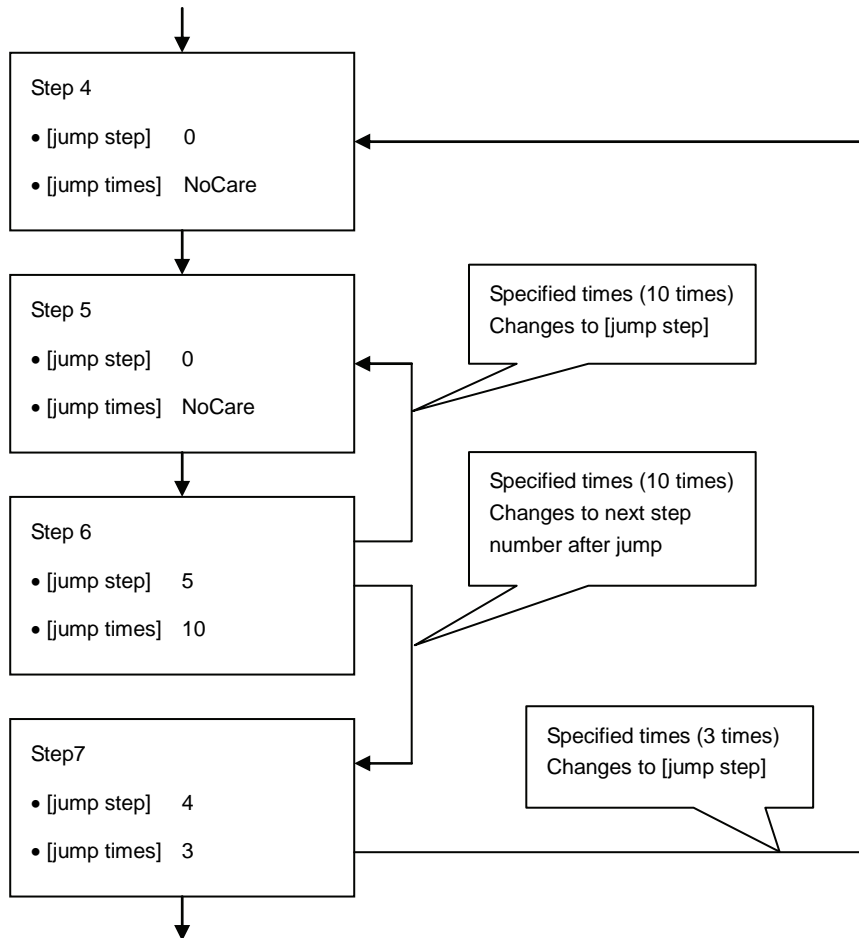 Step 4
• [jump step] 0
• [jump times] NoCare
Step 5
• [jump step] 0
• [jump times] NoCare
Specified times (10 times)
Changes to [jump step]
Step 6
• [jump step] 5
• [jump times] 10
Specified times (10 times)
Changes to next step
number after jump
Step7
• [jump step] 4
• [jump times] 3
Specified times (3 times)
Changes to [jump step]